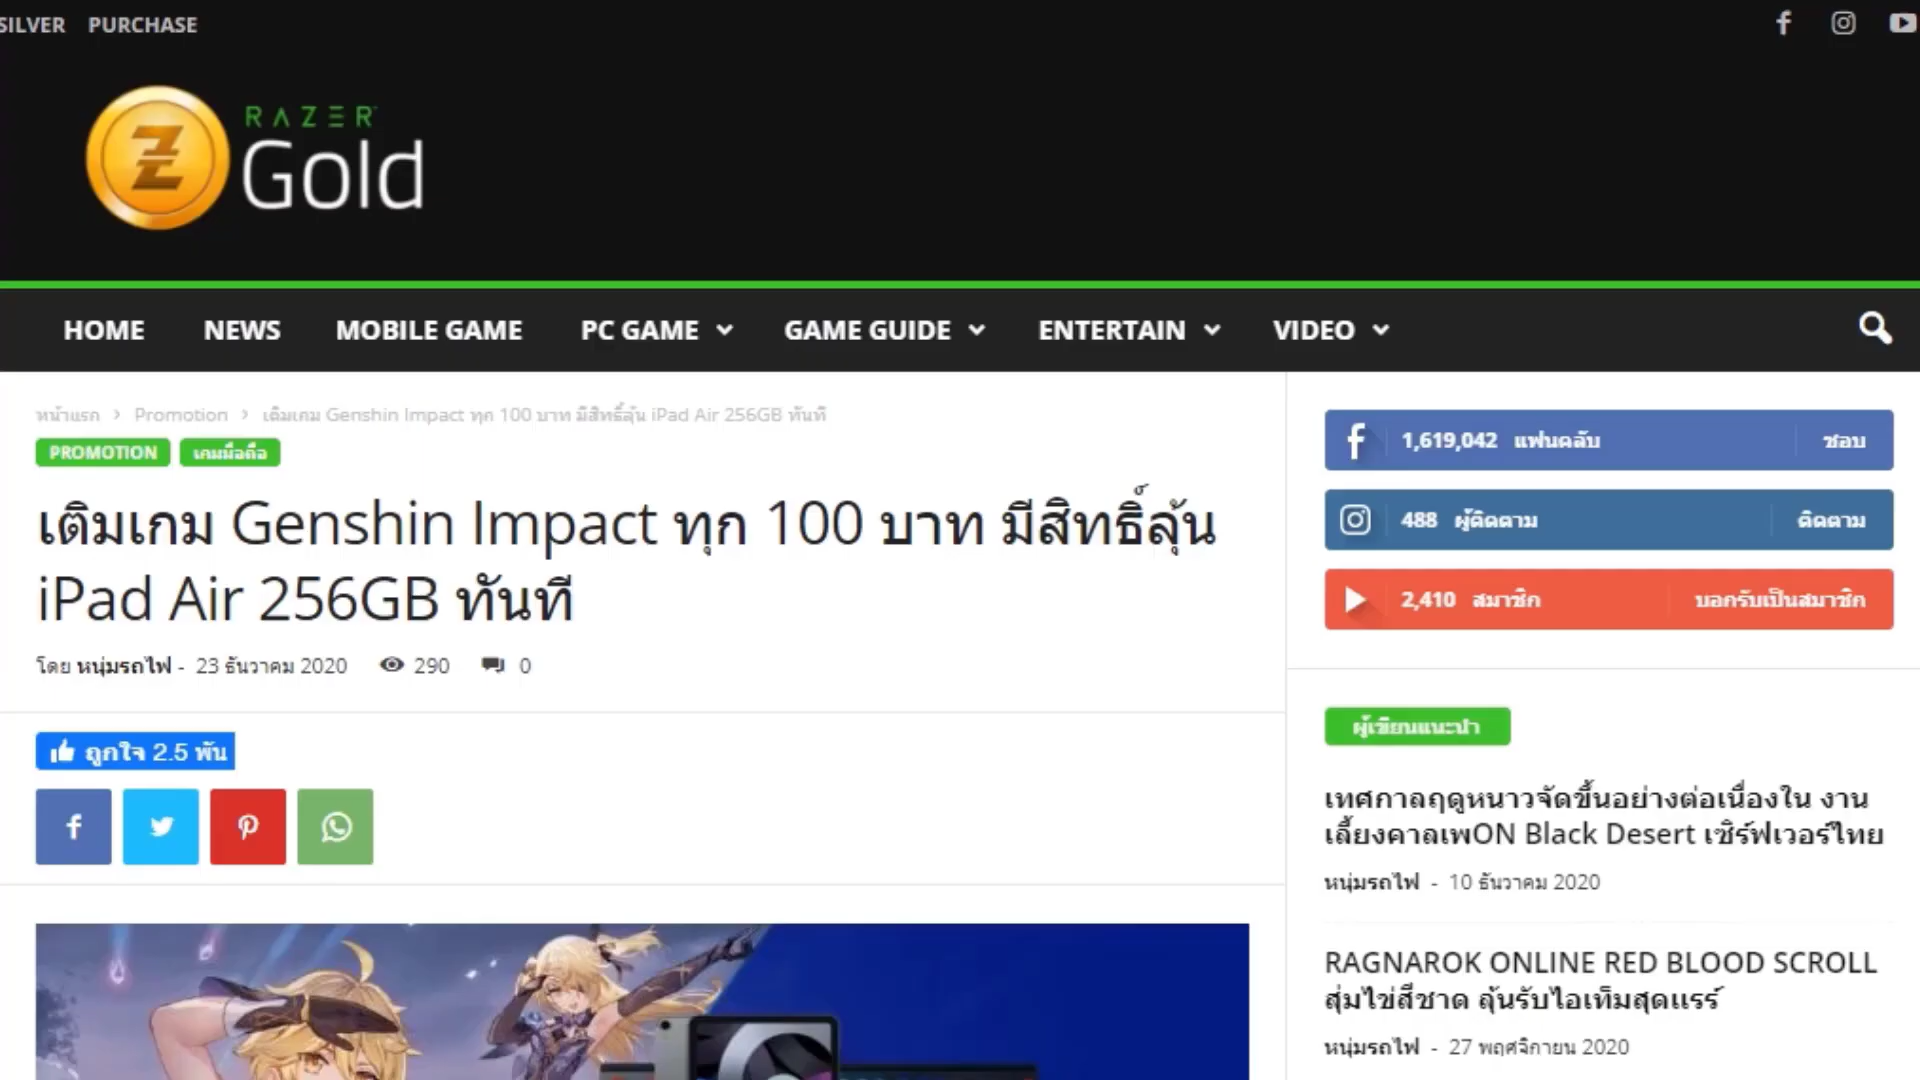 SILVER PURCHASE
RAZER
Gold
HOME NEWS MOBILE GAME PC GAME GAME GUIDE ENTERTAIN VIDEO
หน้าแรก › Promotion › เติมเกม Genshin Impact ทุก 100 บาท มีสิทธิ์ลุ้น iPad Air 256GB ทันที
PROMOTION เกมมือถือ
เติมเกม Genshin Impact ทุก 100 บาท มีสิทธิ์ลุ้น
iPad Air 256GB ทันที
โดย หนุ่มรถไฟ - 23 ธันวาคม 2020 290 0
ถูกใจ 2.5 พัน
1,619,042 แฟนคลับ ชอบ
488 ผู้ติดตาม ติดตาม
2,410 สมาชิก บอกรับเป็นสมาชิก
ผู้เขียนแนะนำ
เทศกาลฤดูหนาวจัดขึ้นอย่างต่อเนื่องใน งาน
เลี้ยงคาลเพON Black Desert เซิร์ฟเวอร์ไทย
หนุ่มรถไฟ - 10 ธันวาคม 2020
RAGNAROK ONLINE RED BLOOD SCROLL
สุ่มไข่สีชาด ลุ้นรับไอเท็มสุดแรร์
หนุ่มรถไฟ - 27 พฤศจิกายน 2020